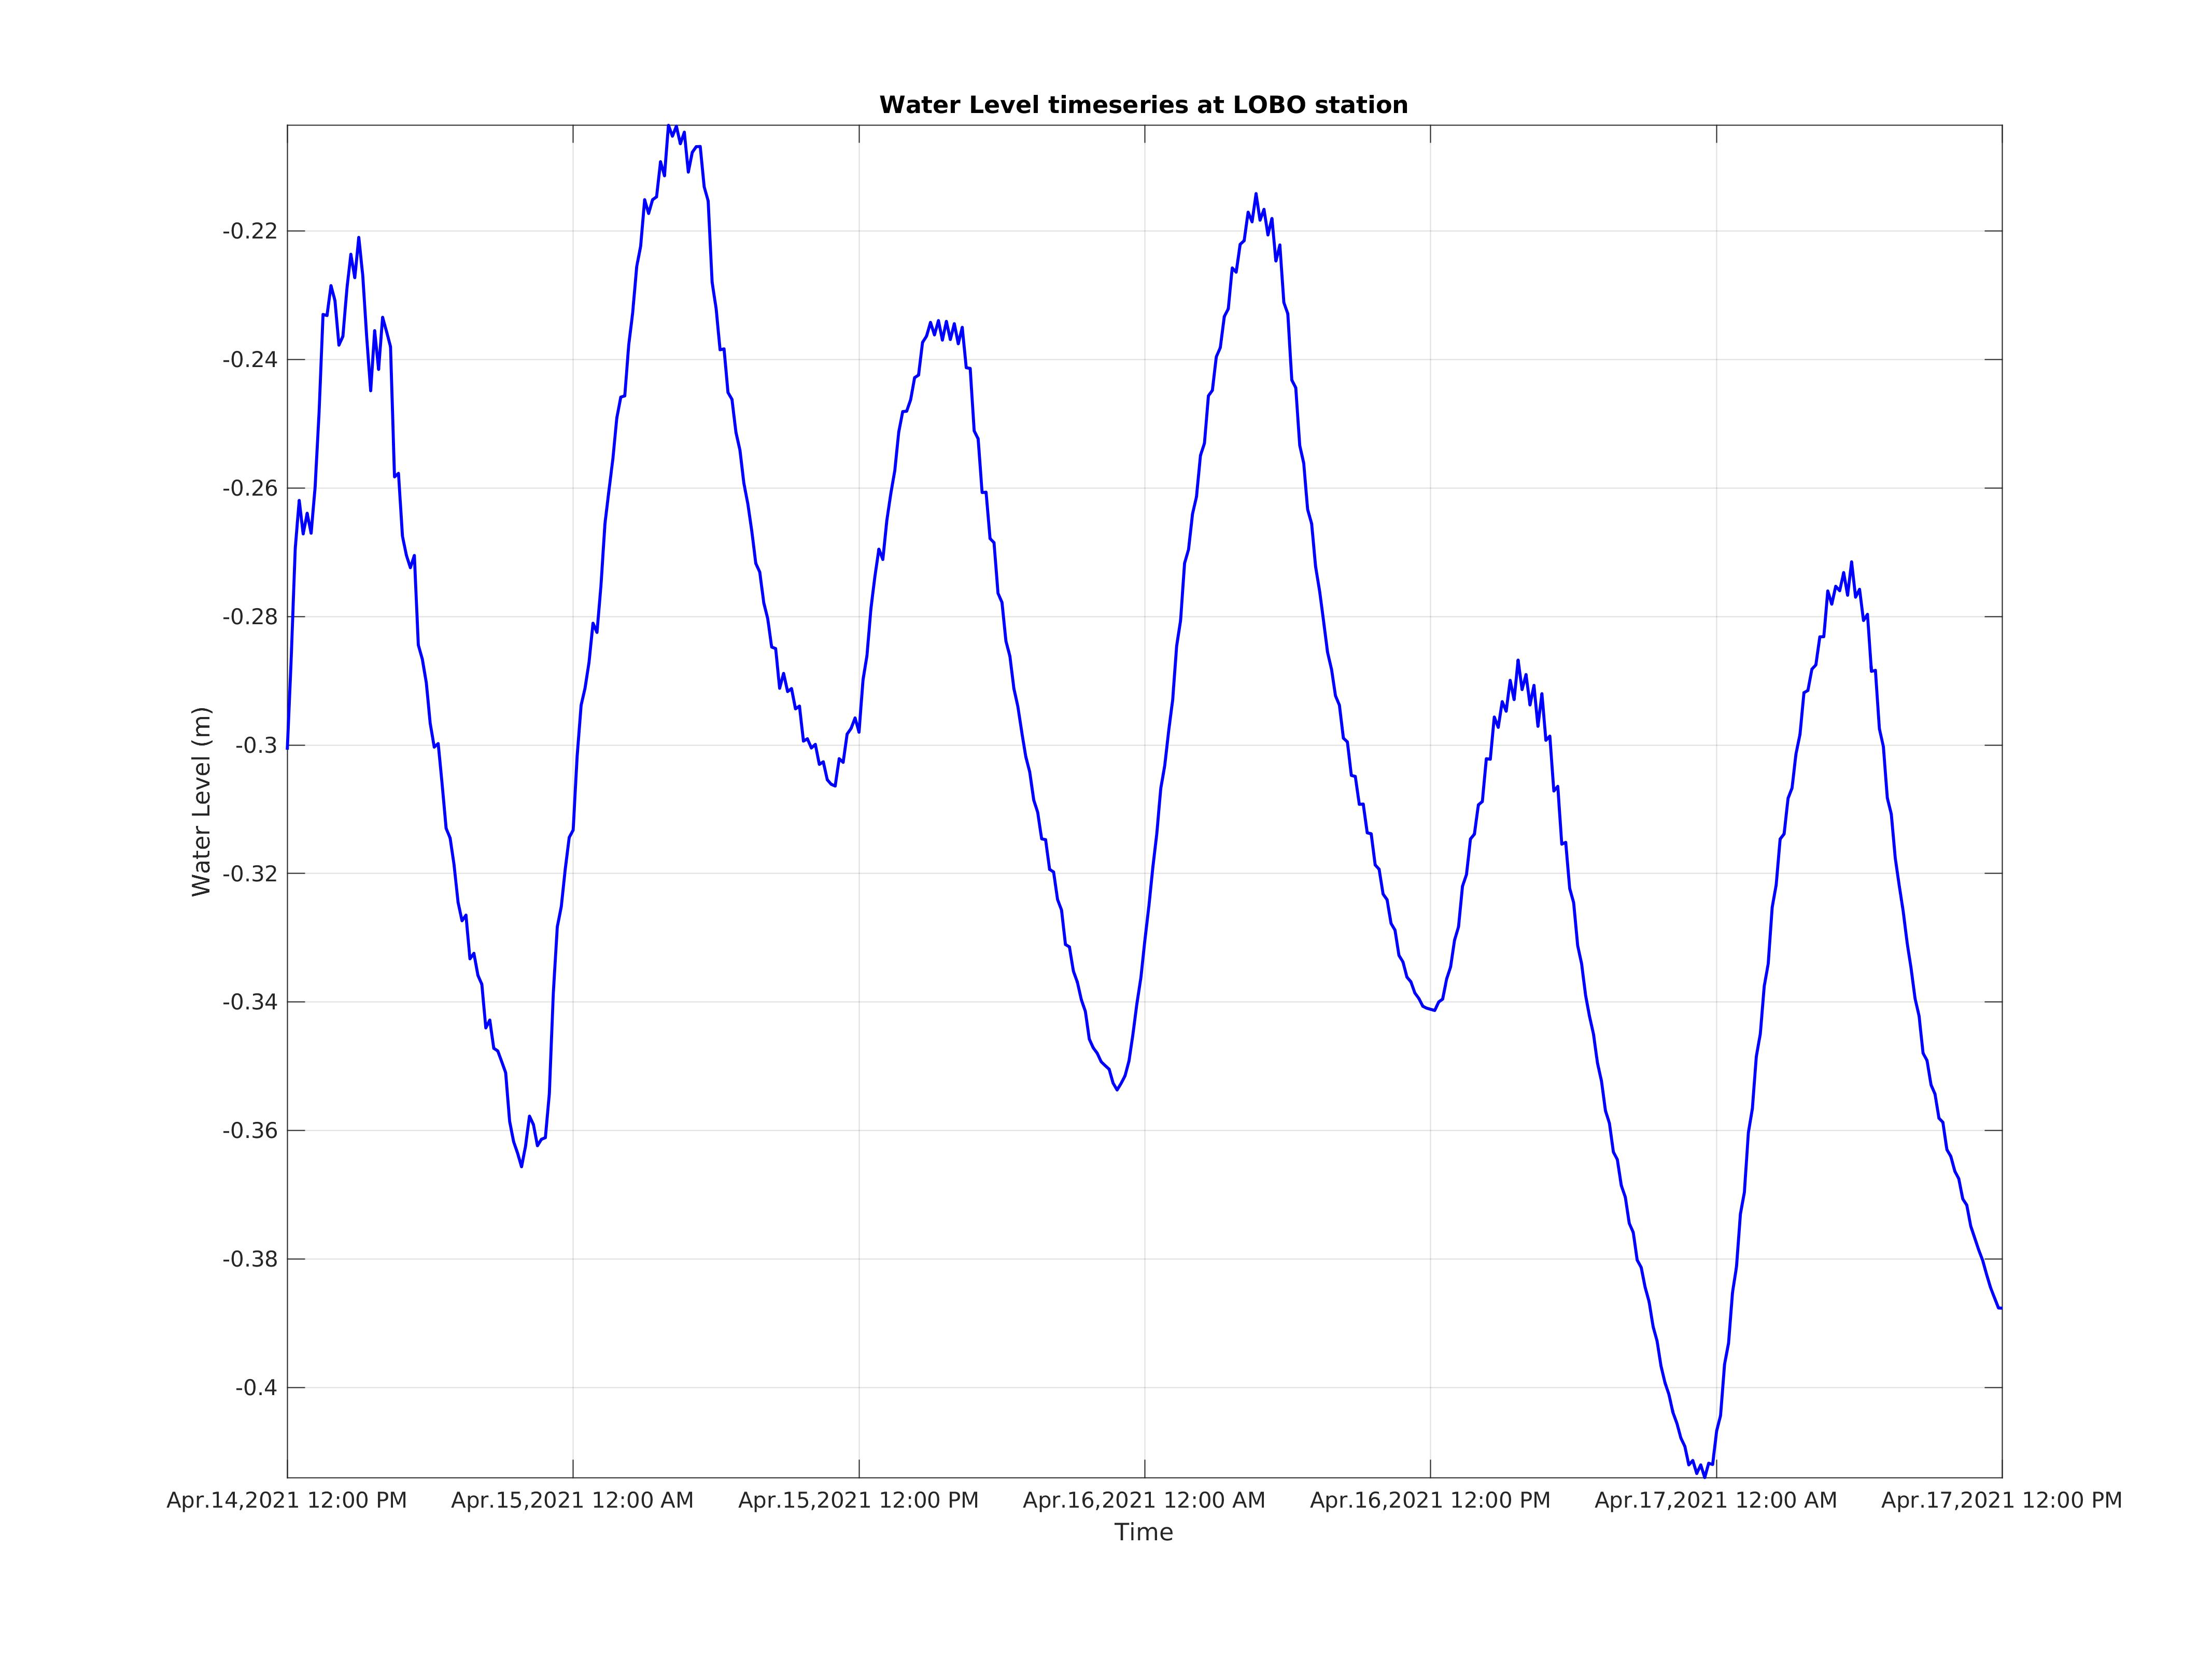 Water Level timeseries at LOBO station
-0.22
-0.24
-0.26
-0.28
-0.3
-0.32
-0.34
-0.36
-0.38
-0.4
Water Level (m)
Apr.14,2021 12:00 PM Apr.15,2021 12:00 AM Apr.15,2021 12:00 PM Apr.16,2021 12:00 AM Apr.16,2021 12:00 PM Apr.17,2021 12:00 AM Apr.17,2021 12:00 PM
Time